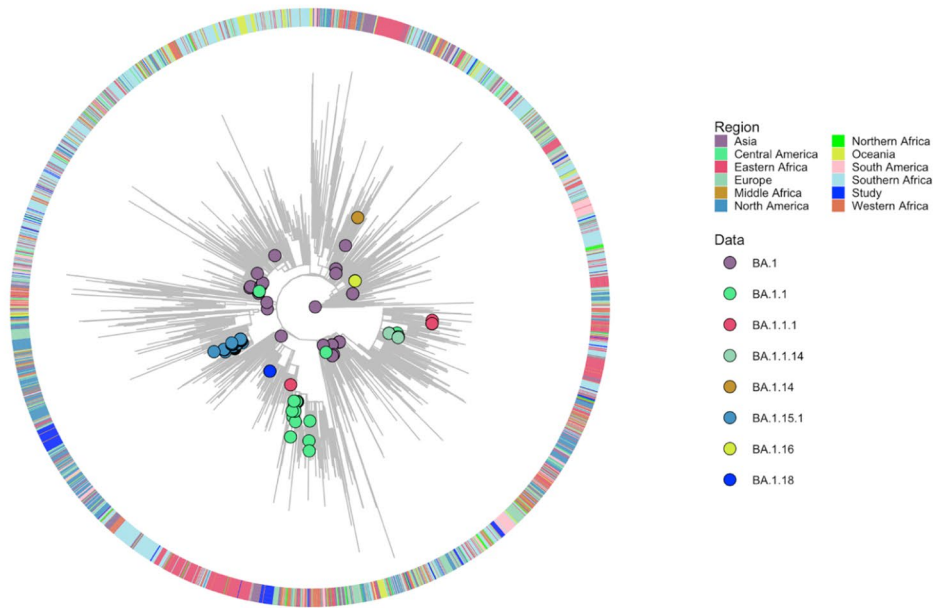 Region
Asia
Central America
Eastern Africa
Europe
Middle Africa
North America
Northern Africa
Oceania
South America
Southern Africa
Study
Western Africa
Data
BA.1
BA.1.1
BA.1.1.1
BA.1.1.14
BA.1.14
BA.1.15.1
BA.1.16
BA.1.18